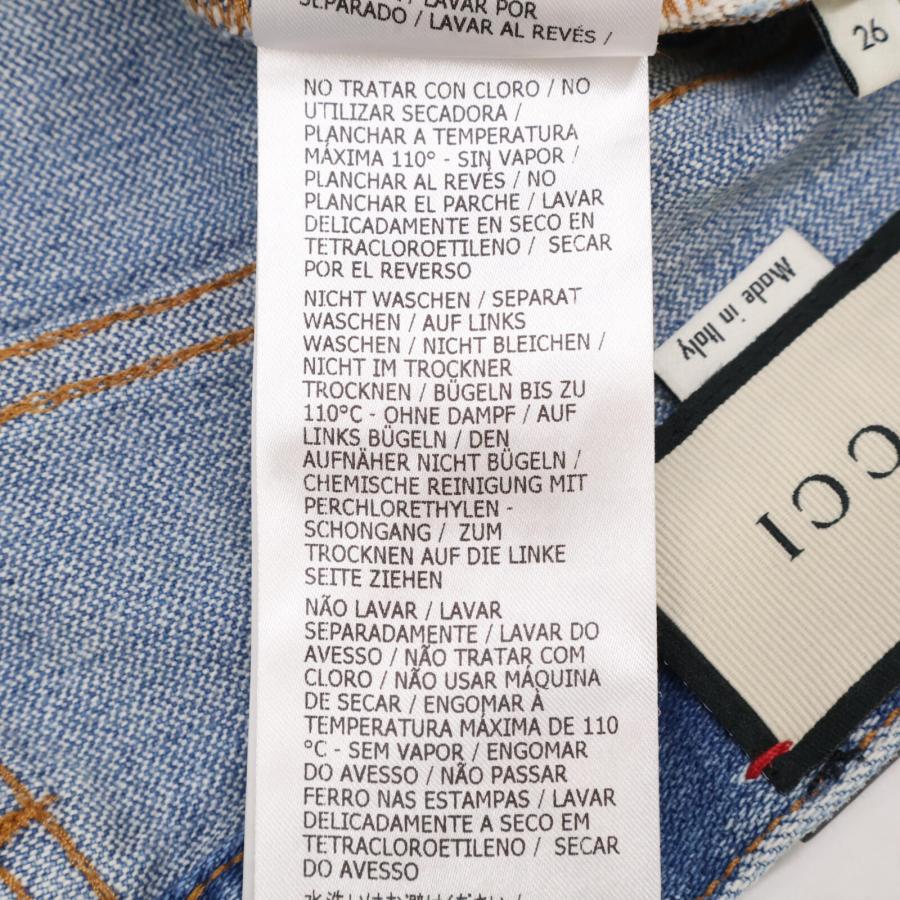 LAVAR POR
SEPARADO / LAVAR AL REVÉS /
NO TRATAR CON CLORO / NO
UTILIZAR SECADORA /
PLANCHAR A TEMPERATURA
MÁXIMA 110° - SIN VAPOR /
PLANCHAR AL REVÉS / NO
PLANCHAR EL PARCHE / LAVAR
DELICADAMENTE EN SECO EN
TETRACLOROETILENO / SECAR
POR EL REVERSO
NICHT WASCHEN / SEPARAT
WASCHEN / AUF LINKS
WASCHEN / NICHT BLEICHEN /
NICHT IM TROCKNER
TROCKNEN / BÜGELN BIS ZU
110°C - OHNE DAMPF / AUF
LINKS BÜGELN / DEN
AUFNÄHER NICHT BÜGELN /
CHEMISCHE REINIGUNG MIT
PERCHLORETHYLEN -
SCHONGANG / ZUM
TROCKNEN AUF DIE LINKE
SEITE ZIEHEN
NÃO LAVAR / LAVAR
SEPARADAMENTE / LAVAR DO
AVESSO / NÃO TRATAR COM
CLORO / NÃO USAR MÁQUINA
DE SECAR / ENGOMAR À
TEMPERATURA MÁXIMA DE 110
°C - SEM VAPOR / ENGOMAR
DO AVESSO / NÃO PASSAR
FERRO NAS ESTAMPAS / LAVAR
DELICADAMENTE A SECO EM
TETRACLOROETILENO / SECAR
DO AVESSO
26
Made in Italy
CCI